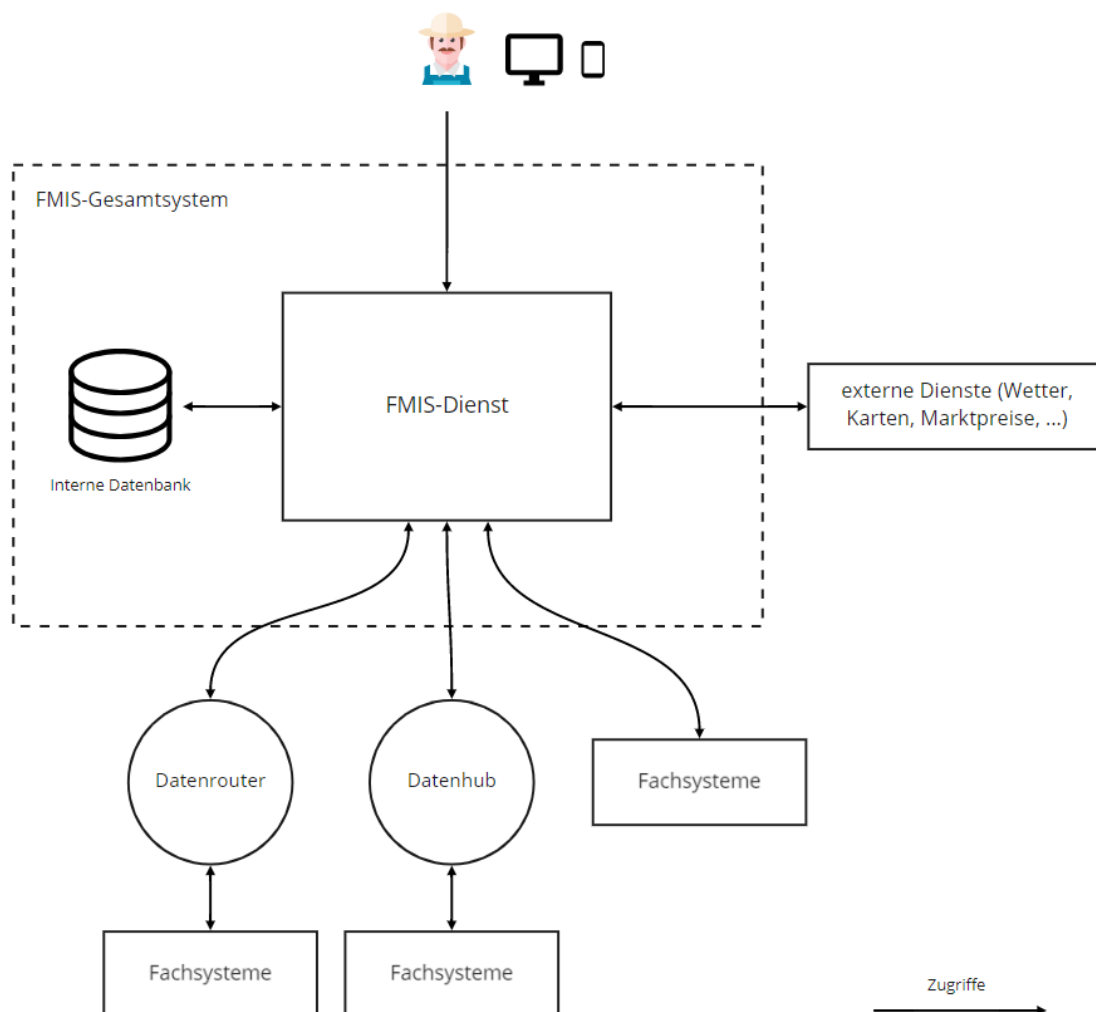 FMIS-Gesamtsystem
FMIS-Dienst
externe Dienste (Wetter,
Karten, Marktpreise, ...)
Interne Datenbank
Datenrouter
Datenhub
Fachsysteme
Fachsysteme
Fachsysteme
Zugriffe